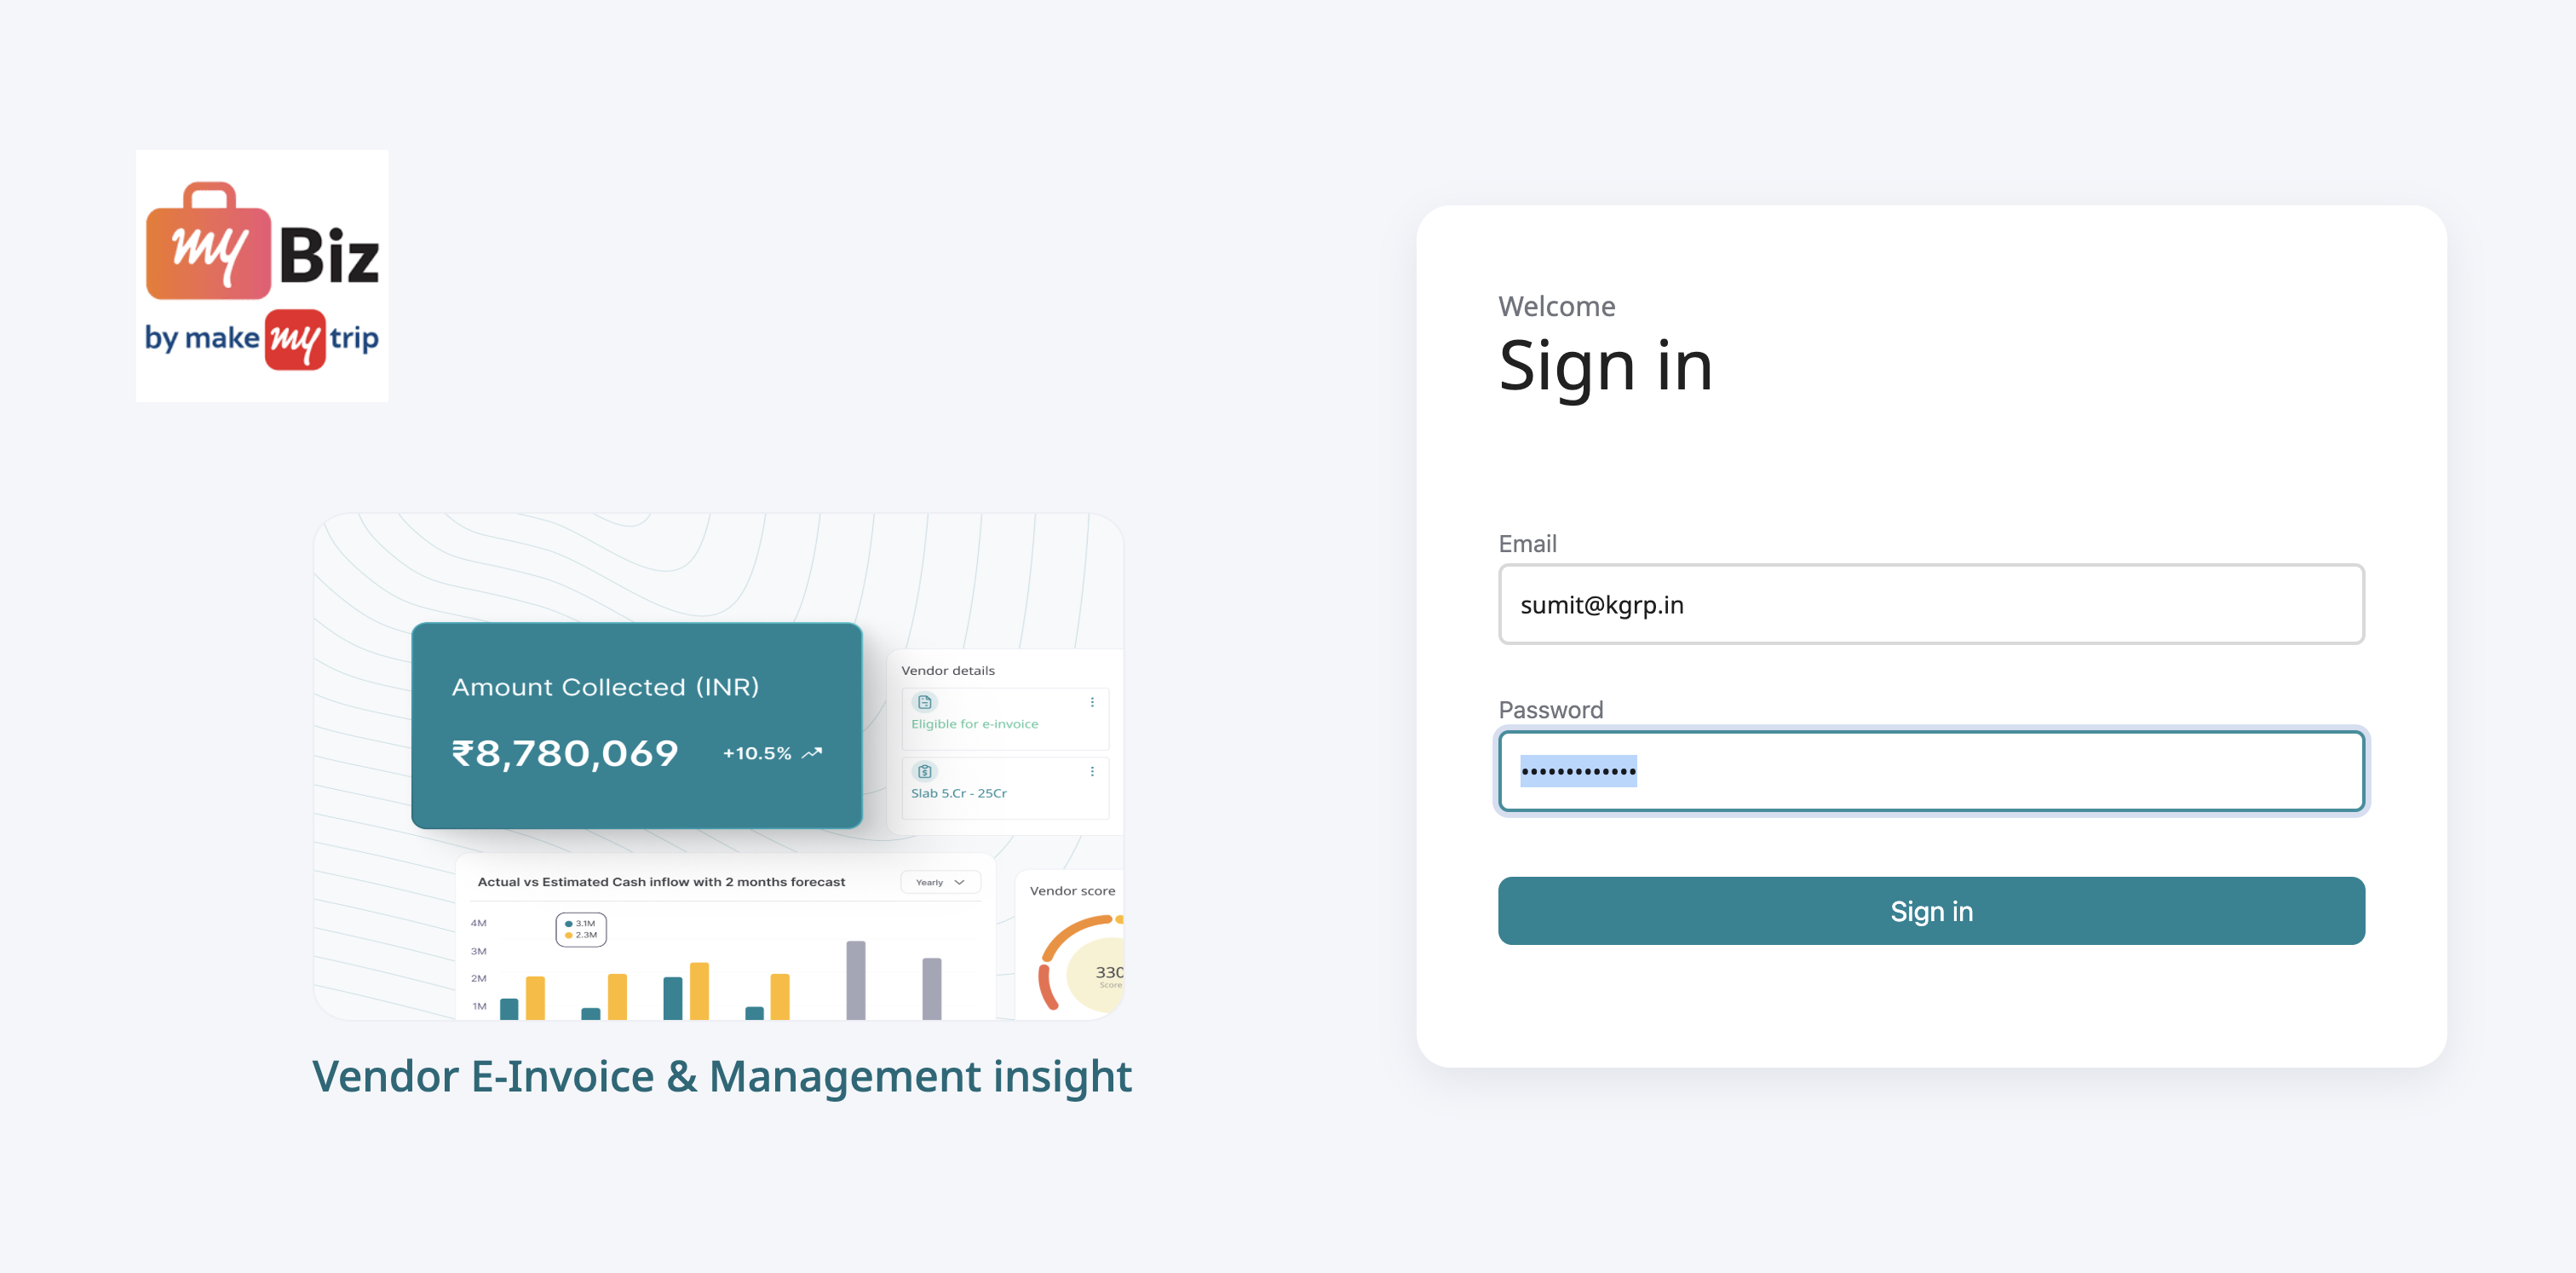 my Biz
by make my trip
Amount Collected (INR)
₹8,780,069 +10.5%
Vendor details
Eligible for e-invoice
Slab 5.Cr - 25Cr
Actual vs Estimated Cash inflow with 2 months forecast
Yearly
4M
3M
2M
1M
3.1M
2.3M
Vendor score
330
Score
Vendor E-Invoice & Management insight
Welcome
Sign in
Email
sumit@kgrp.in
Password
•••••••••••••
Sign in